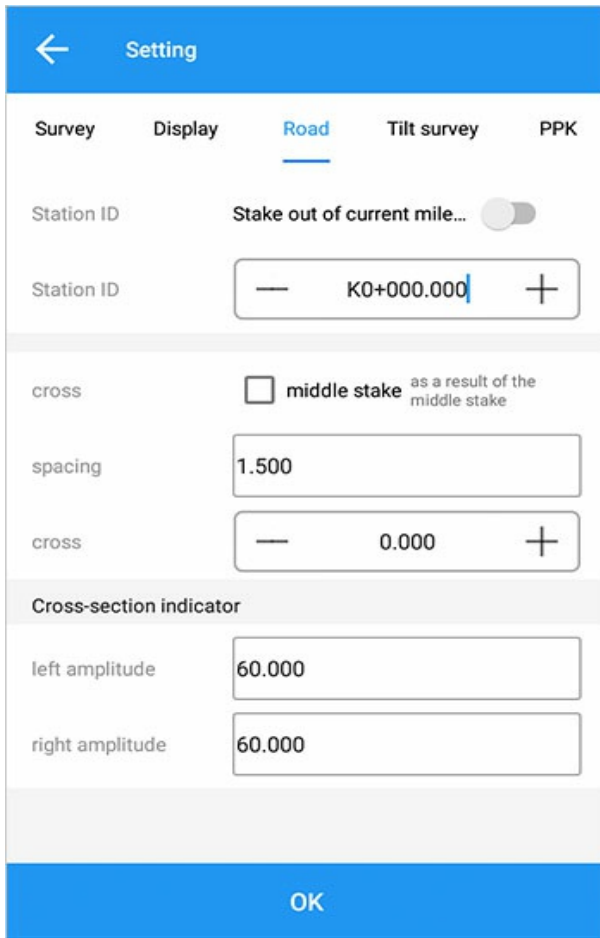 Setting
Survey Display Road Tilt survey PPK
Station ID Stake out of current mile...
Station ID — K0+000.000 +
cross middle stake as a result of the
middle stake
spacing 1.500
cross — 0.000 +
Cross-section indicator
left amplitude 60.000
right amplitude 60.000
OK